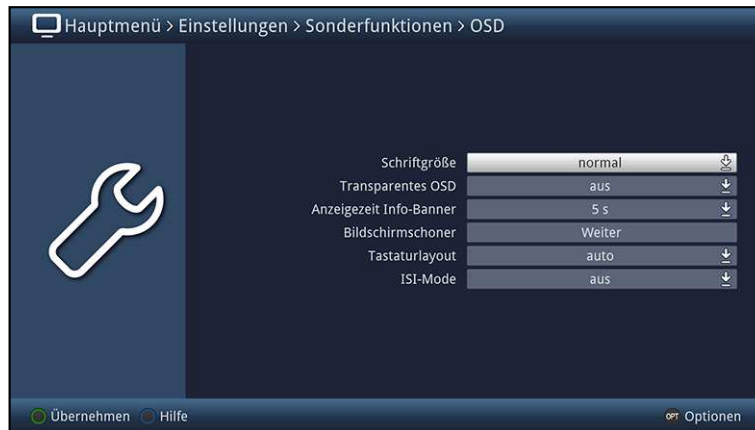 Hauptmenü > Einstellungen > Sonderfunktionen > OSD
Schriftgröße normal
Transparentes OSD aus
Anzeigezeit Info-Banner 5 s
Bildschirmschoner Weiter
Tastaturlayout auto
ISI-Mode aus
Übernehmen Hilfe OPT Optionen